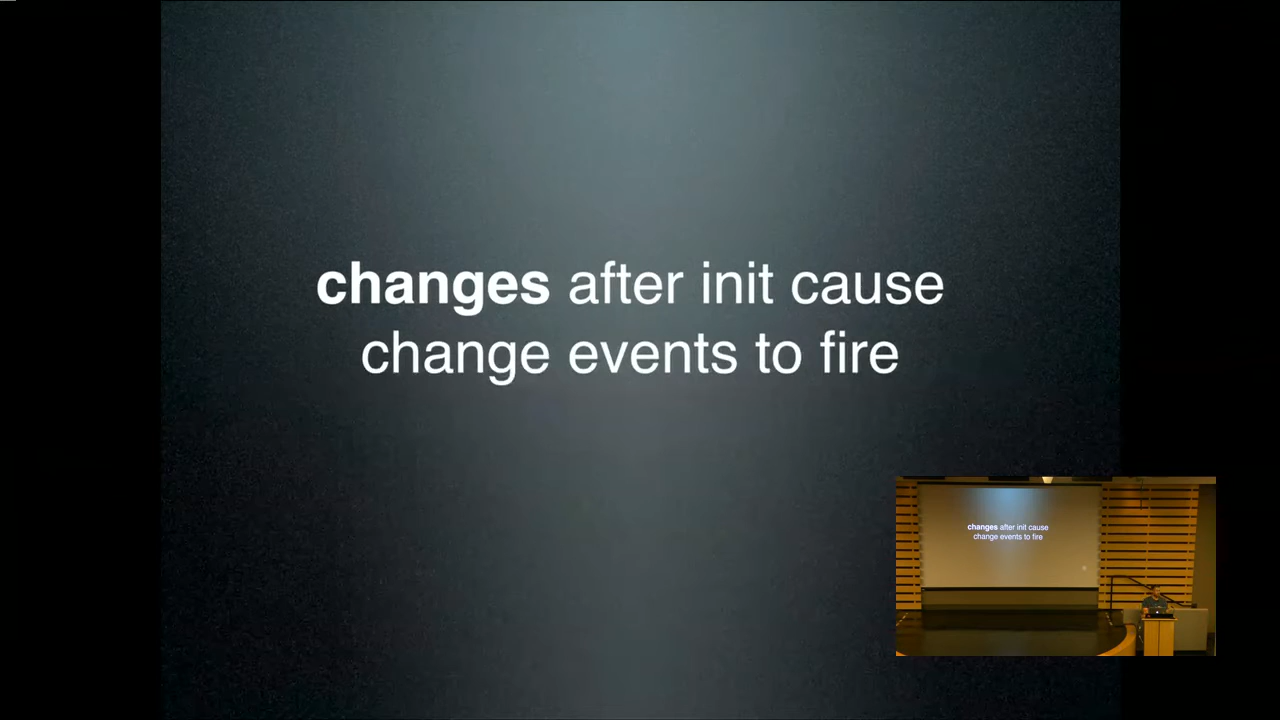 changes after init cause
change events to fire
changes after init cause
change events to fire